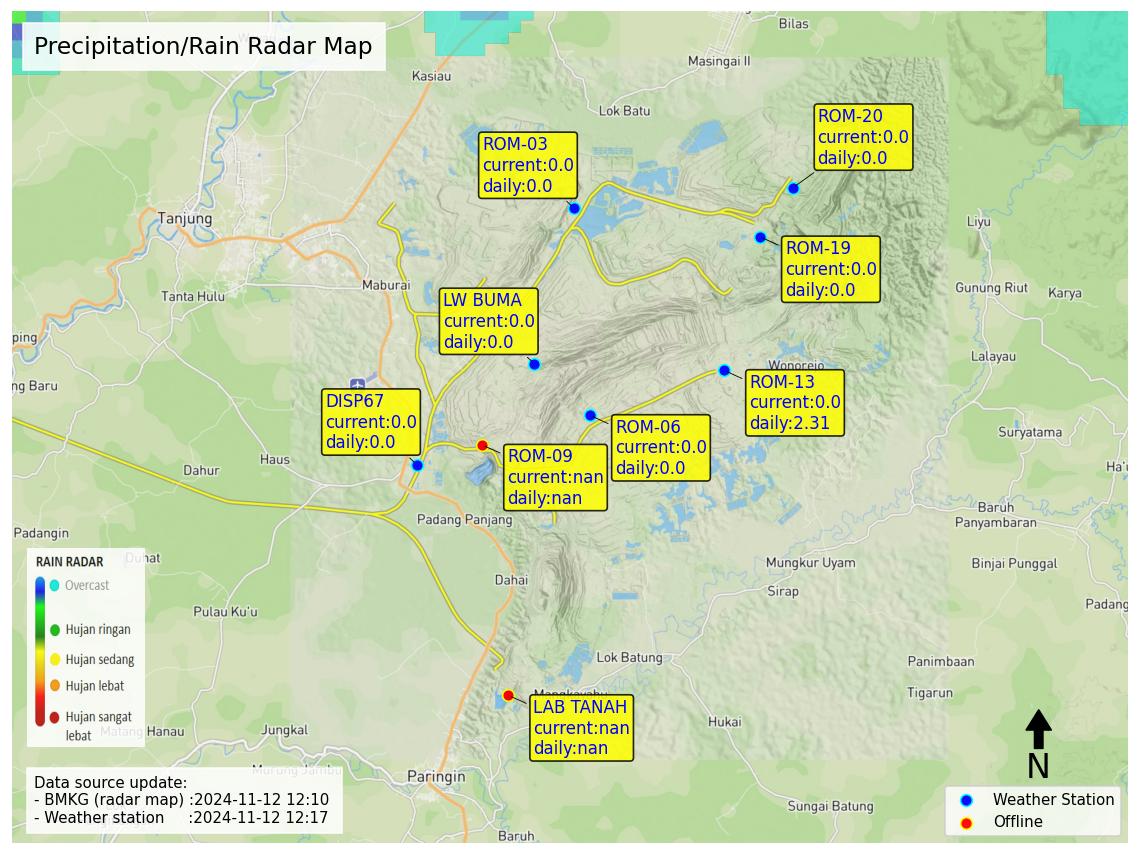 Precipitation/Rain Radar Map
Bilas
Masingai II
Kasiau
Lok Batu
ROM-20
current:0.0
daily:0.0
ROM-03
current:0.0
daily:0.0
Tanjung
Liyu
ROM-19
current:0.0
daily:0.0
Maburai
Tanta Hulu
Gunung Riut
Karya
LW BUMA
current:0.0
daily:0.0
ping
Lalayau
Wonorejo
ng Baru
ROM-13
current:0.0
daily:2.31
DISP67
current:0.0
daily:0.0
ROM-06
current:0.0
daily:0.0
Suryatama
ROM-09
current:nan
daily:nan
Haus
Dahur
Ha'u
Baruh
Panyambaran
Padang Panjang
Padangin
Duhat
Mungkur Uyam
Binjai Punggal
RAIN RADAR
Overcast
Hujan ringan
Hujan sedang
Hujan lebat
Hujan sangat
lebat
Dahai
Sirap
Padang
Pulau Ku'u
Lok Batung
Panimbaan
Tigarun
Mangkayahu
LAB TANAH
current:nan
daily:nan
Hukai
Matang Hanau
Jungkal
Murung Jambu
Paringin
N
Data source update:
- BMKG (radar map) :2024-11-12 12:10
- Weather station :2024-11-12 12:17
Sungai Batung
Baruh
Weather Station
Offline